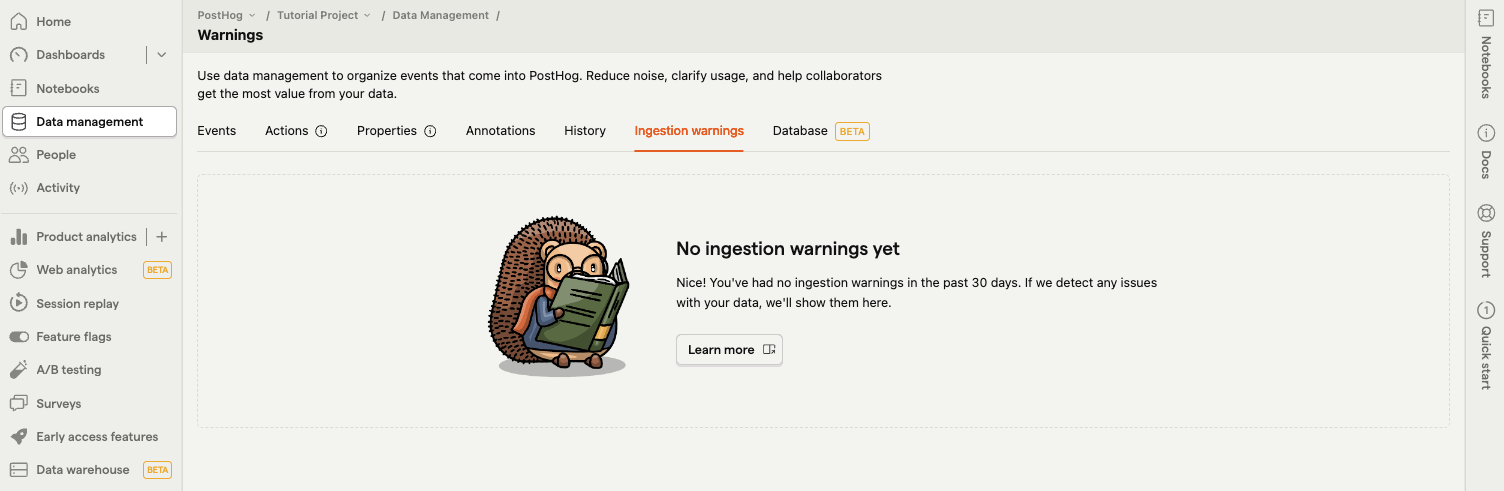 Home
Dashboards
Notebooks
Data management
People
Activity
Product analytics
Web analytics BETA
Session replay
Feature flags
A/B testing
Surveys
Early access features
Data warehouse BETA
PostHog / Tutorial Project / Data Management /
Warnings
Use data management to organize events that come into PostHog. Reduce noise, clarify usage, and help collaborators
get the most value from your data.
Events Actions Properties Annotations History Ingestion warnings Database BETA
No ingestion warnings yet
Nice! You've had no ingestion warnings in the past 30 days. If we detect any issues
with your data, we'll show them here.
Learn more
Notebooks
Docs
Support
1
Quick start